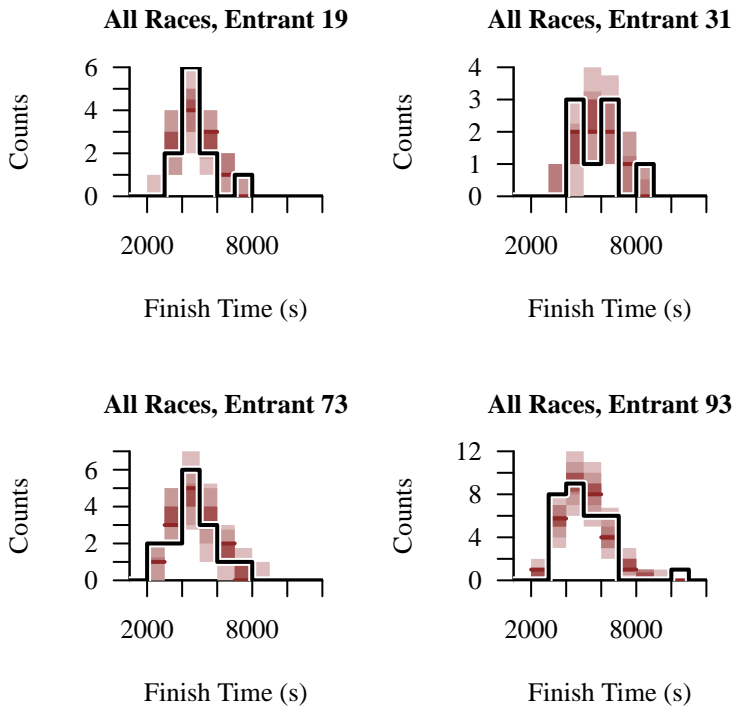 All Races, Entrant 19
Counts
6
4
2
0
2000 8000
Finish Time (s)
All Races, Entrant 31
Counts
4
3
2
1
0
2000 8000
Finish Time (s)
All Races, Entrant 73
Counts
6
4
2
0
2000 8000
Finish Time (s)
All Races, Entrant 93
Counts
12
8
4
0
2000 8000
Finish Time (s)